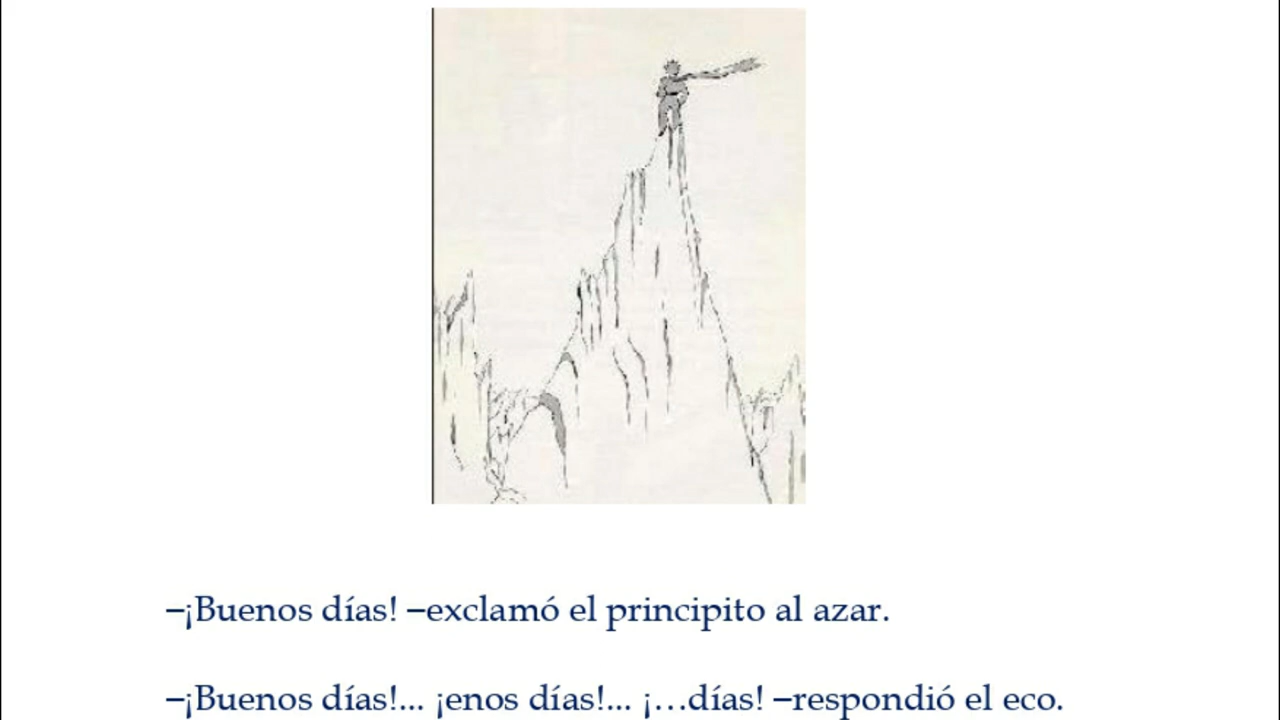 –¡Buenos días! –exclamó el principito al azar.
–¡Buenos días!... ¡enos días!... ¡…días! –respondió el eco.